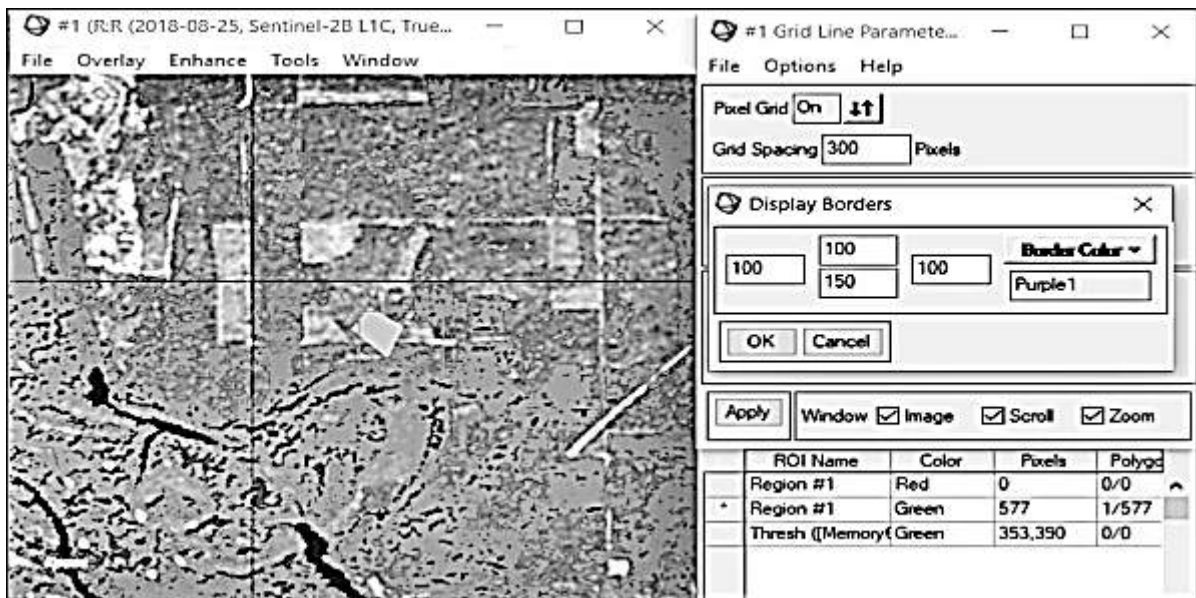 #1 (R:R (2018-08-25, Sentinel-2B L1C, True...
File Overlay Enhance Tools Window
#1 Grid Line Paramete...
File Options Help
Pixel Grid On
Grid Spacing 300 Pixels
Display Borders
100
100
150
100
Border Color
Purple1
OK Cancel
Apply Window Image Scroll Zoom
ROI Name Color Pixels Polygo
Region #1 Red 0 0/0
* Region #1 Green 577 1/577
Thresh ([Memory( Green 353,390 0/0